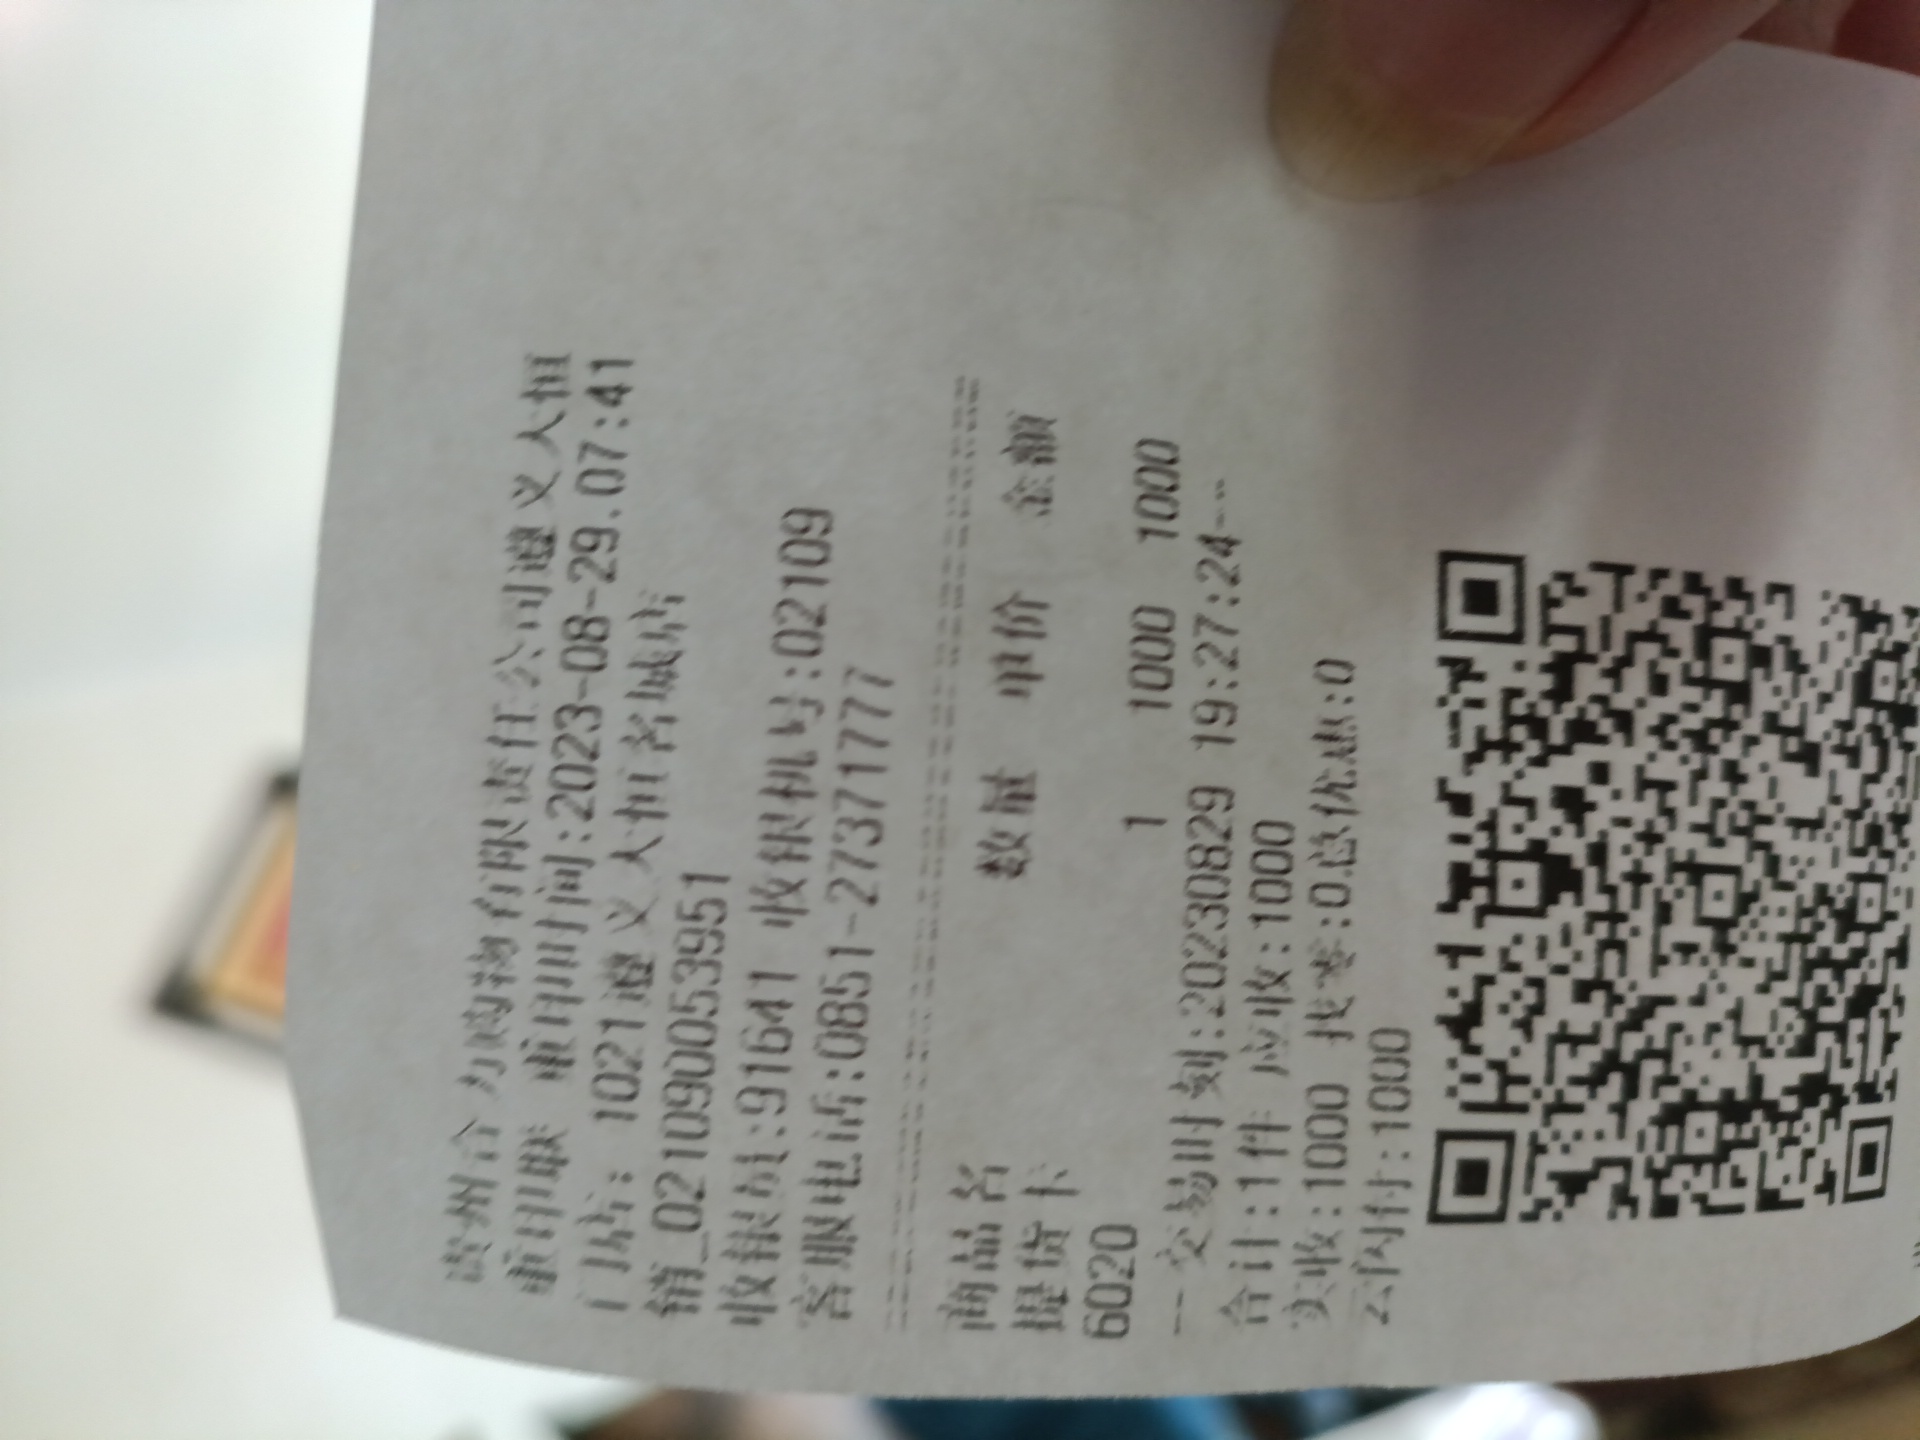 贵州合力购物有限责任公司遵义大恒
重印联 重印时间:2023-08-29.07:41
门店: 1021遵义大恒名城店
销_021090053951
收银员:91641 收银机号:02109
客服电话:0851-27371777
商品名 数量 单价 金额
提货卡
6020 1 1000 1000
--交易时刻:20230829 19:27:24---
合计:1件 应收:1000
实收:1000 找零:0总优惠:0
云闪付:1000